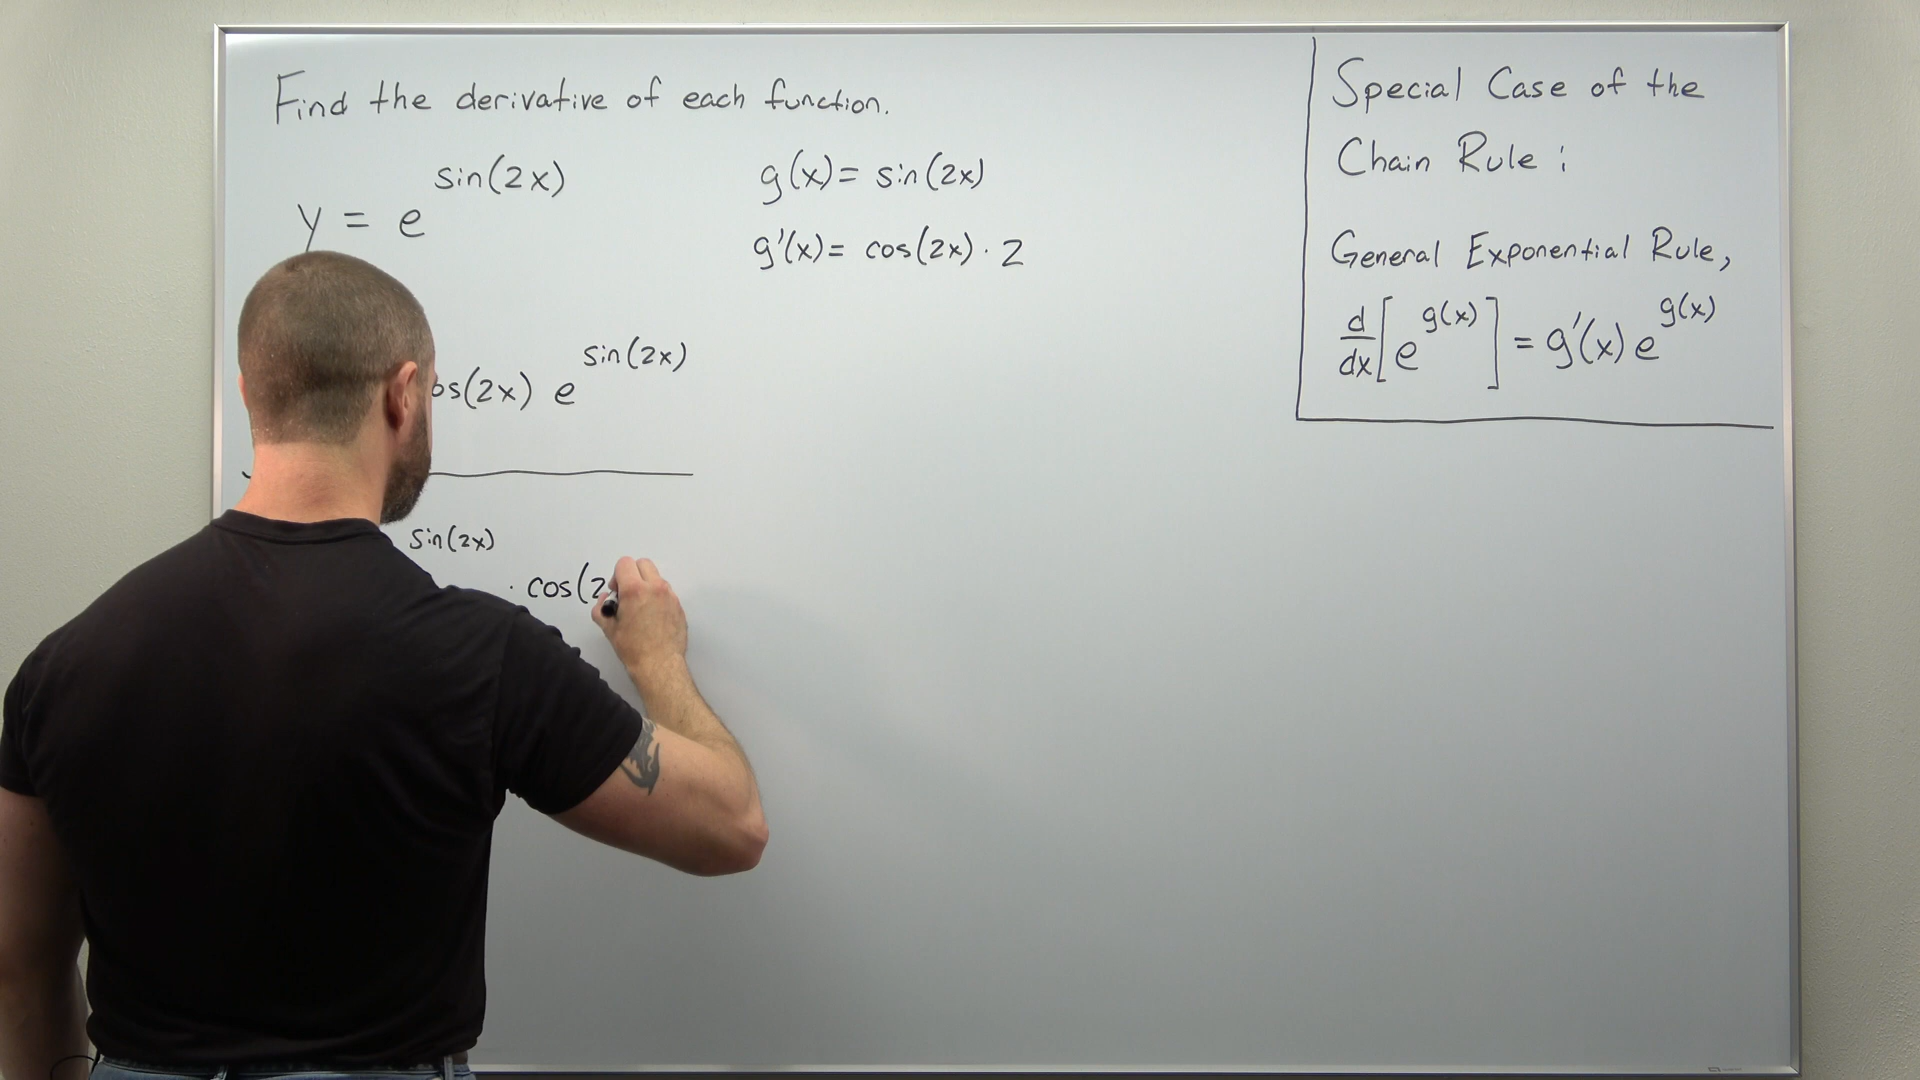 Find the derivative of each function.
y = e^sin(2x)
g(x) = sin(2x)
g'(x) = cos(2x) · 2
os(2x) e^sin(2x)
sin(2x)
· cos(2
Special Case of the
Chain Rule:
General Exponential Rule,
d/dx[e^g(x)] = g'(x) e^g(x)